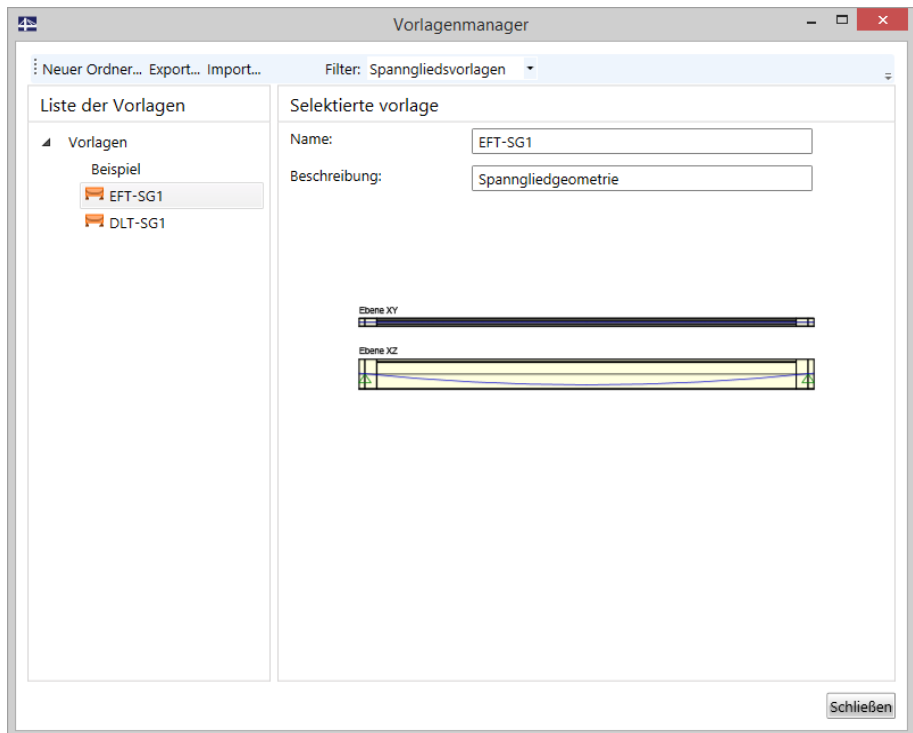 Vorlagenmanager
Neuer Ordner... Export... Import... Filter: Spanngliedsvorlagen
Liste der Vorlagen
Selektierte vorlage
Vorlagen
Beispiel
EFT-SG1
DLT-SG1
Name: EFT-SG1
Beschreibung: Spanngliedgeometrie
Ebene XY
Ebene XZ
Schließen